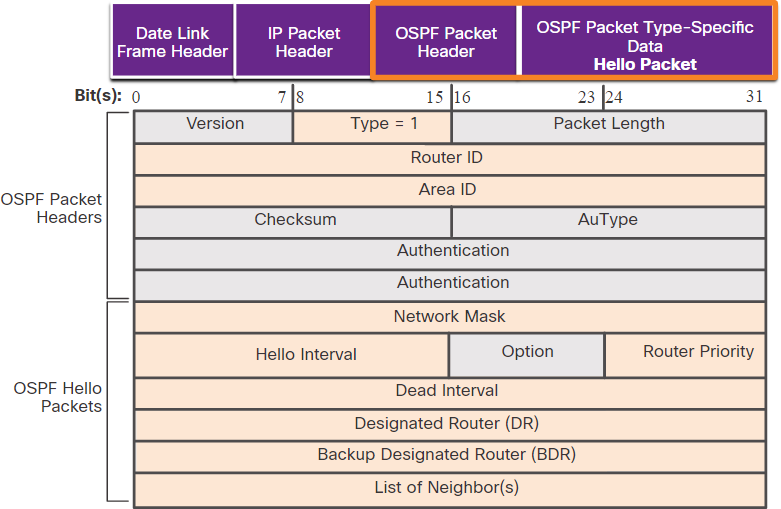 Date Link
Frame Header
IP Packet
Header
OSPF Packet
Header
OSPF Packet Type-Specific
Data
Hello Packet
Bit(s): 0 7 8 15 16 23 24 31
Version Type = 1 Packet Length
Router ID
Area ID
OSPF Packet
Headers
Checksum AuType
Authentication
Authentication
Network Mask
Hello Interval Option Router Priority
OSPF Hello
Packets
Dead Interval
Designated Router (DR)
Backup Designated Router (BDR)
List of Neighbor(s)